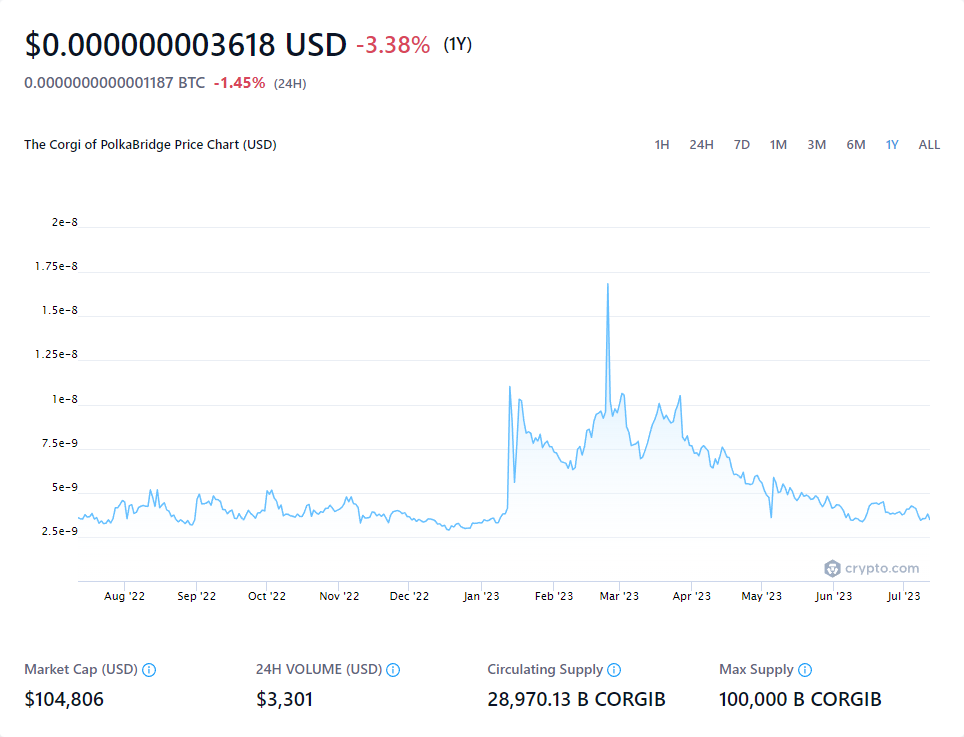 $0.000000003618 USD -3.38% (1Y)
0.0000000000001187 BTC -1.45% (24H)
The Corgi of PolkaBridge Price Chart (USD) 1H 24H 7D 1M 3M 6M 1Y ALL
2e-8
1.75e-8
1.5e-8
1.25e-8
1e-8
7.5e-9
5e-9
2.5e-9
crypto.com
Aug '22 Sep '22 Oct '22 Nov '22 Dec '22 Jan '23 Feb '23 Mar '23 Apr '23 May '23 Jun '23 Jul '23
Market Cap (USD) 24H VOLUME (USD) Circulating Supply Max Supply
$104,806 $3,301 28,970.13 B CORGIB 100,000 B CORGIB